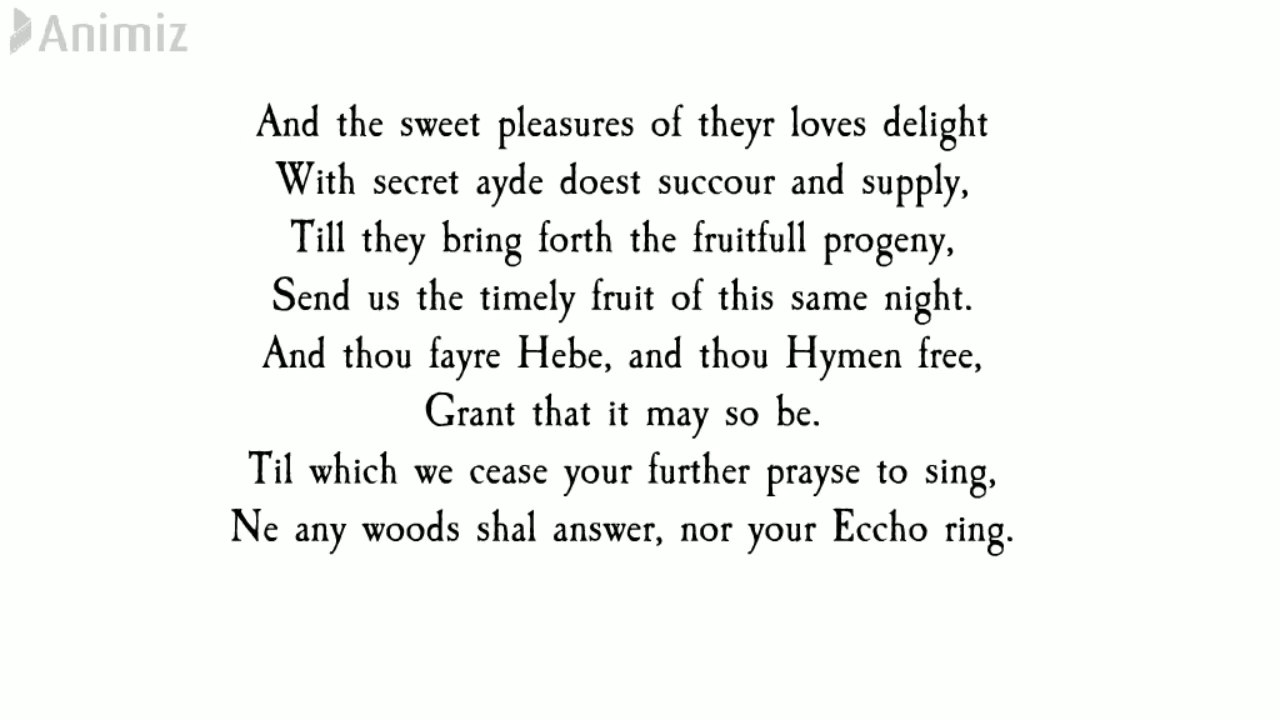 Animiz
And the sweet pleasures of theyr loves delight
With secret ayde doest succour and supply,
Till they bring forth the fruitfull progeny,
Send us the timely fruit of this same night.
And thou fayre Hebe, and thou Hymen free,
Grant that it may so be.
Til which we cease your further prayse to sing,
Ne any woods shal answer, nor your Eccho ring.